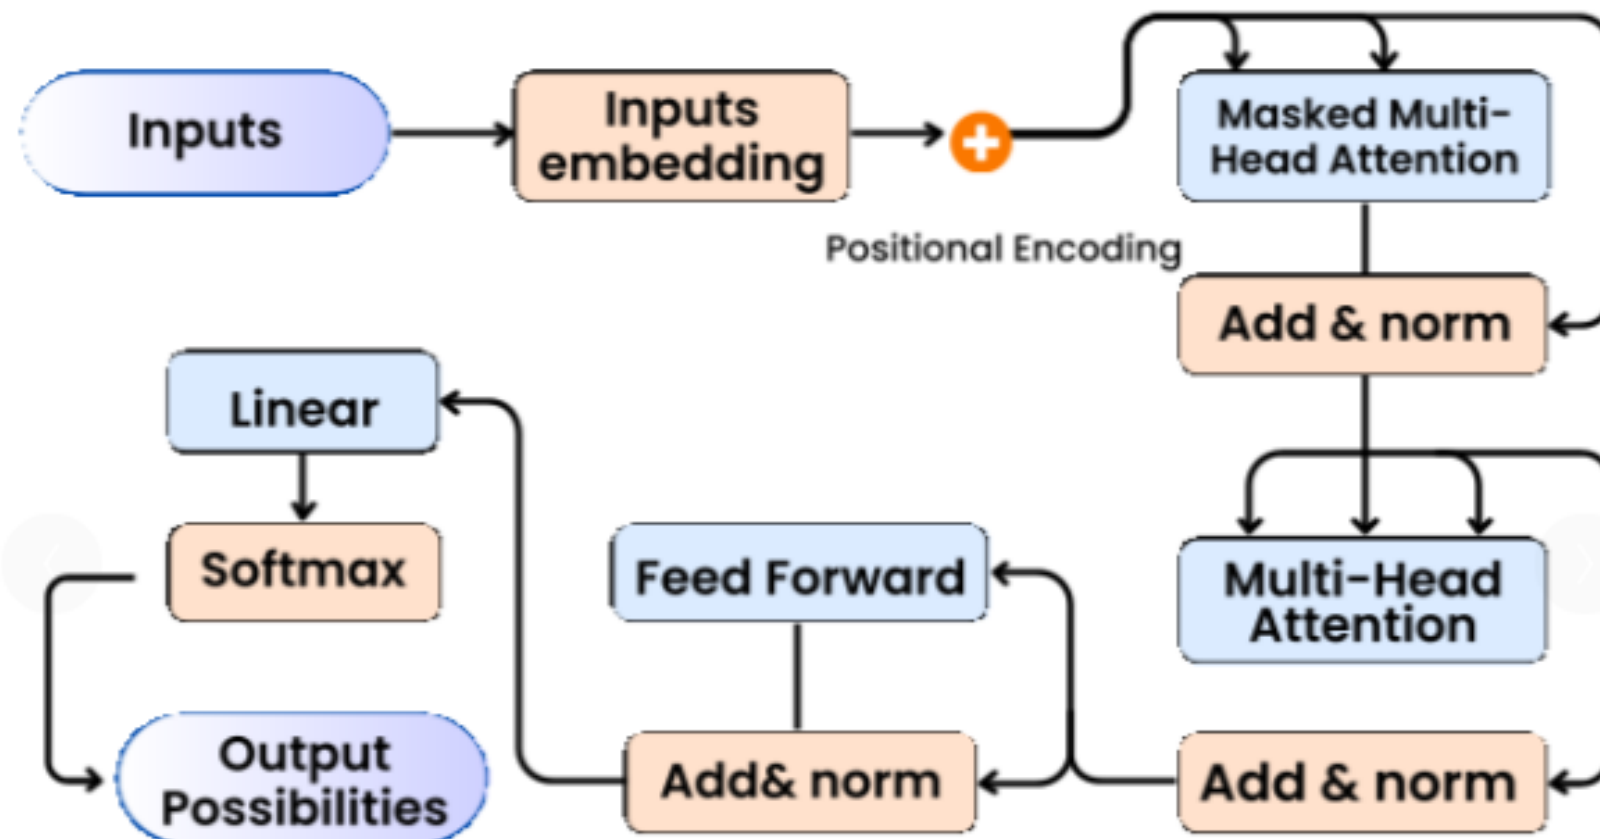 Inputs
Inputs
embedding
Positional Encoding
Masked Multi-
Head Attention
Add & norm
Multi-Head
Attention
Add & norm
Feed Forward
Add& norm
Linear
Softmax
Output
Possibilities